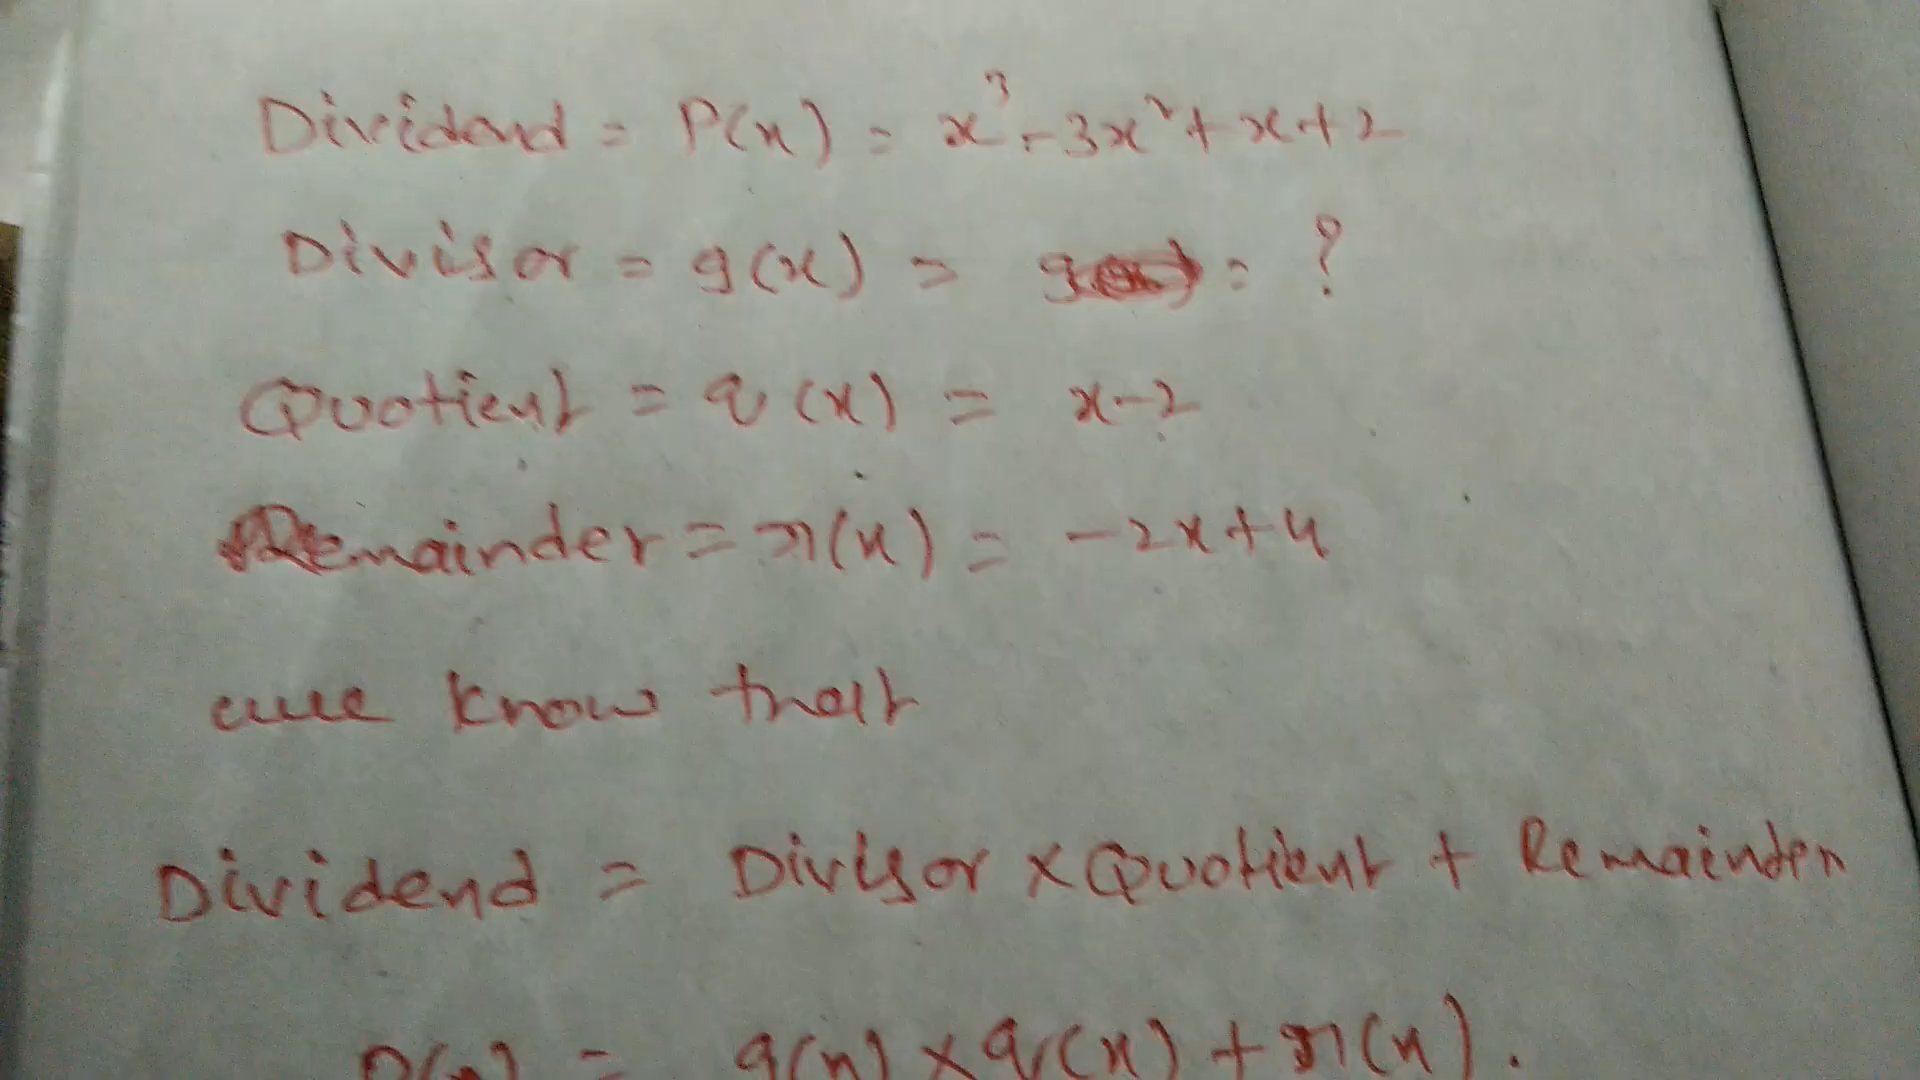 Dividend = P(x) = x³-3x²+x+2
Divisor = g(x) = = ?
Quotient = q(x) = x-2
Remainder = r(x) = -2x+4
we know that
Dividend = Divisor × Quotient + Remainder
P(x) = g(x) × q(x) + r(x).